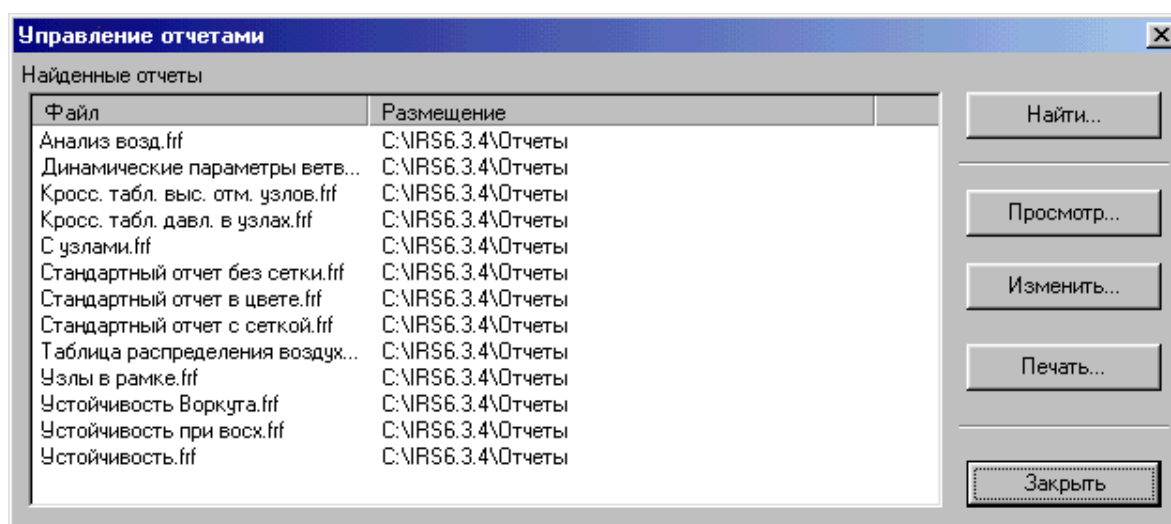 Управление отчетами
Найденные отчеты
Файл Размещение
Анализ возд.frf C:\IRS6.3.4\Отчеты
Динамические параметры ветв... C:\IRS6.3.4\Отчеты
Кросс. табл. выс. отм. узлов.frf C:\IRS6.3.4\Отчеты
Кросс. табл. давл. в узлах.frf C:\IRS6.3.4\Отчеты
С узлами.frf C:\IRS6.3.4\Отчеты
Стандартный отчет без сетки.frf C:\IRS6.3.4\Отчеты
Стандартный отчет в цвете.frf C:\IRS6.3.4\Отчеты
Стандартный отчет с сеткой.frf C:\IRS6.3.4\Отчеты
Таблица распределения воздух... C:\IRS6.3.4\Отчеты
Узлы в рамке.frf C:\IRS6.3.4\Отчеты
Устойчивость Воркута.frf C:\IRS6.3.4\Отчеты
Устойчивость при восх.frf C:\IRS6.3.4\Отчеты
Устойчивость.frf C:\IRS6.3.4\Отчеты
Найти...
Просмотр...
Изменить...
Печать...
Закрыть